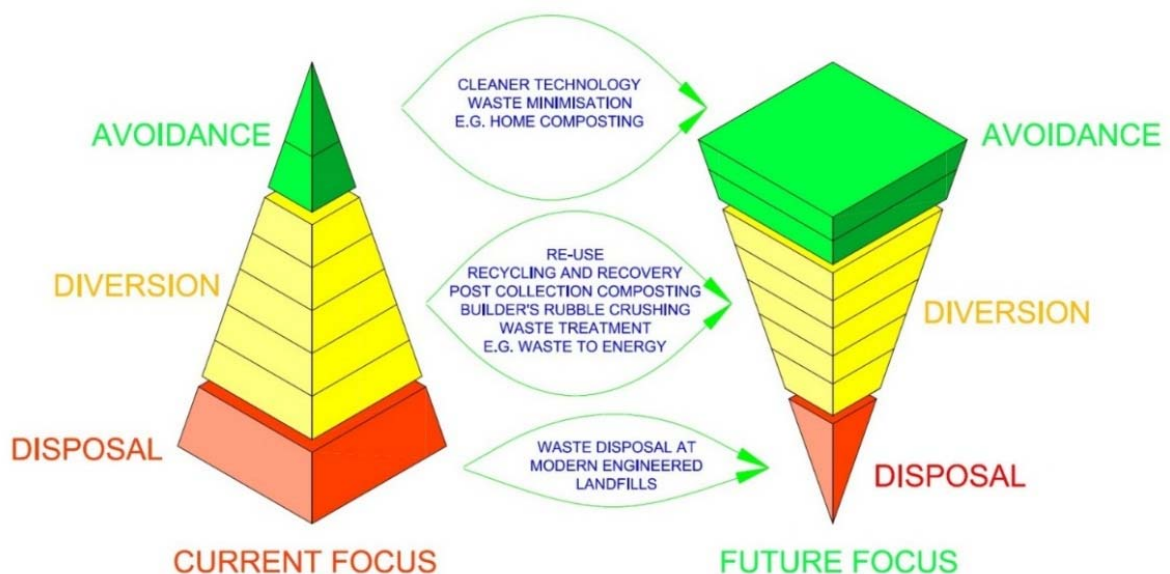 CLEANER TECHNOLOGY
WASTE MINIMISATION
E.G. HOME COMPOSTING
AVOIDANCE
AVOIDANCE
RE-USE
RECYCLING AND RECOVERY
POST COLLECTION COMPOSTING
BUILDER'S RUBBLE CRUSHING
WASTE TREATMENT
E.G. WASTE TO ENERGY
DIVERSION
DIVERSION
DISPOSAL
WASTE DISPOSAL AT
MODERN ENGINEERED
LANDFILLS
DISPOSAL
CURRENT FOCUS
FUTURE FOCUS